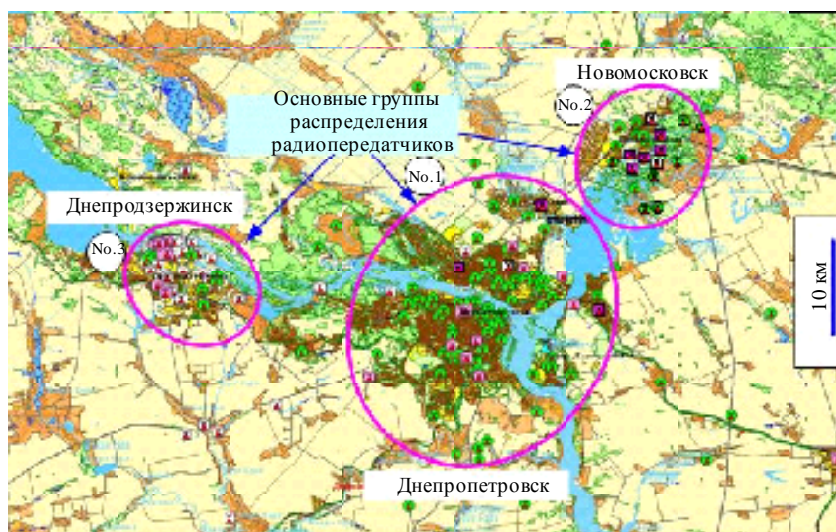 Новомосковск
No.2
Основные группы
распределения
радиопередатчиков
No.1
Днепродзержинск
No.3
10 км
Днепропетровск